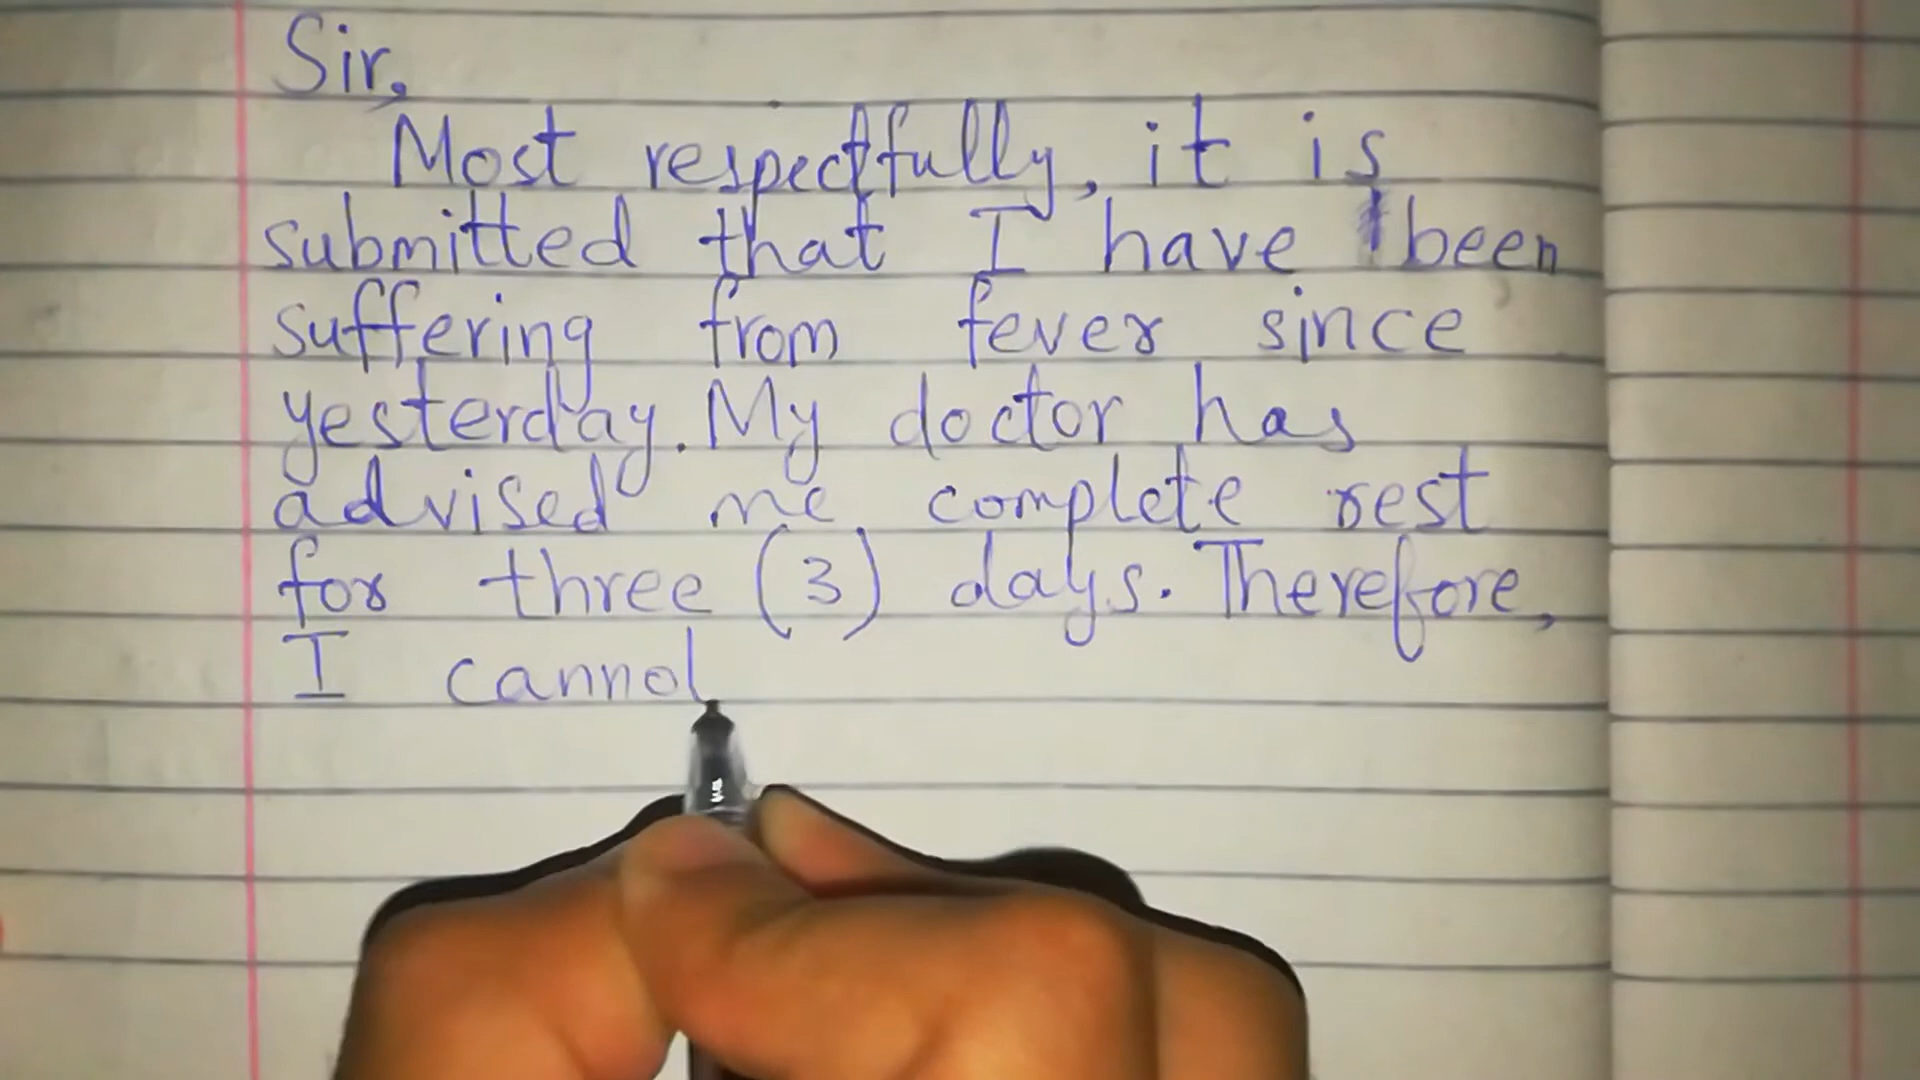 Sir,
Most respectfully, it is
submitted that I have been
suffering from fever since
yesterday. My doctor has
advised me complete rest
for three (3) days. Therefore,
I cannol